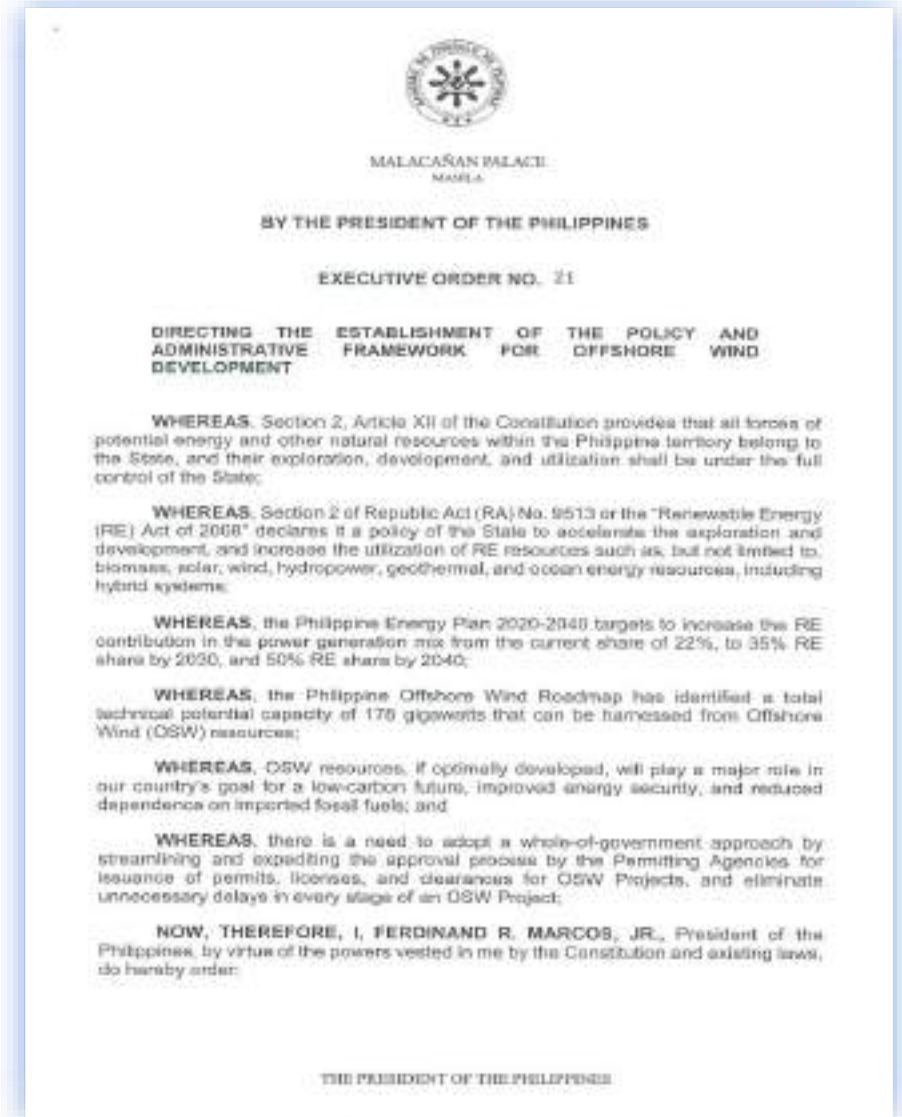 MALACAÑAN PALACE
MANILA
BY THE PRESIDENT OF THE PHILIPPINES
EXECUTIVE ORDER NO. 21
DIRECTING THE ESTABLISHMENT OF THE POLICY AND
ADMINISTRATIVE FRAMEWORK FOR OFFSHORE WIND
DEVELOPMENT
WHEREAS, Section 2, Article XII of the Constitution provides that all forces of
potential energy and other natural resources within the Philippine territory belong to
the State, and their exploration, development, and utilization shall be under the full
control of the State;
WHEREAS, Section 2 of Republic Act (RA) No. 9513 or the "Renewable Energy
(RE) Act of 2008" declares it a policy of the State to accelerate the exploration and
development, and increase the utilization of RE resources such as, but not limited to,
biomass, solar, wind, hydropower, geothermal, and ocean energy resources, including
hybrid systems;
WHEREAS, the Philippine Energy Plan 2020-2040 targets to increase the RE
contribution in the power generation mix from the current share of 22%, to 35% RE
share by 2030, and 50% RE share by 2040;
WHEREAS, the Philippine Offshore Wind Roadmap has identified a total
technical potential capacity of 178 gigawatts that can be harnessed from Offshore
Wind (OSW) resources;
WHEREAS, OSW resources, if optimally developed, will play a major role in
our country's goal for a low-carbon future, improved energy security, and reduced
dependence on imported fossil fuels; and
WHEREAS, there is a need to adopt a whole-of-government approach by
streamlining and expediting the approval process by the Permitting Agencies for
issuance of permits, licenses, and clearances for OSW Projects, and eliminate
unnecessary delays in every stage of an OSW Project;
NOW, THEREFORE, I, FERDINAND R. MARCOS, JR., President of the
Philippines, by virtue of the powers vested in me by the Constitution and existing laws,
do hereby order:
THE PRESIDENT OF THE PHILIPPINES